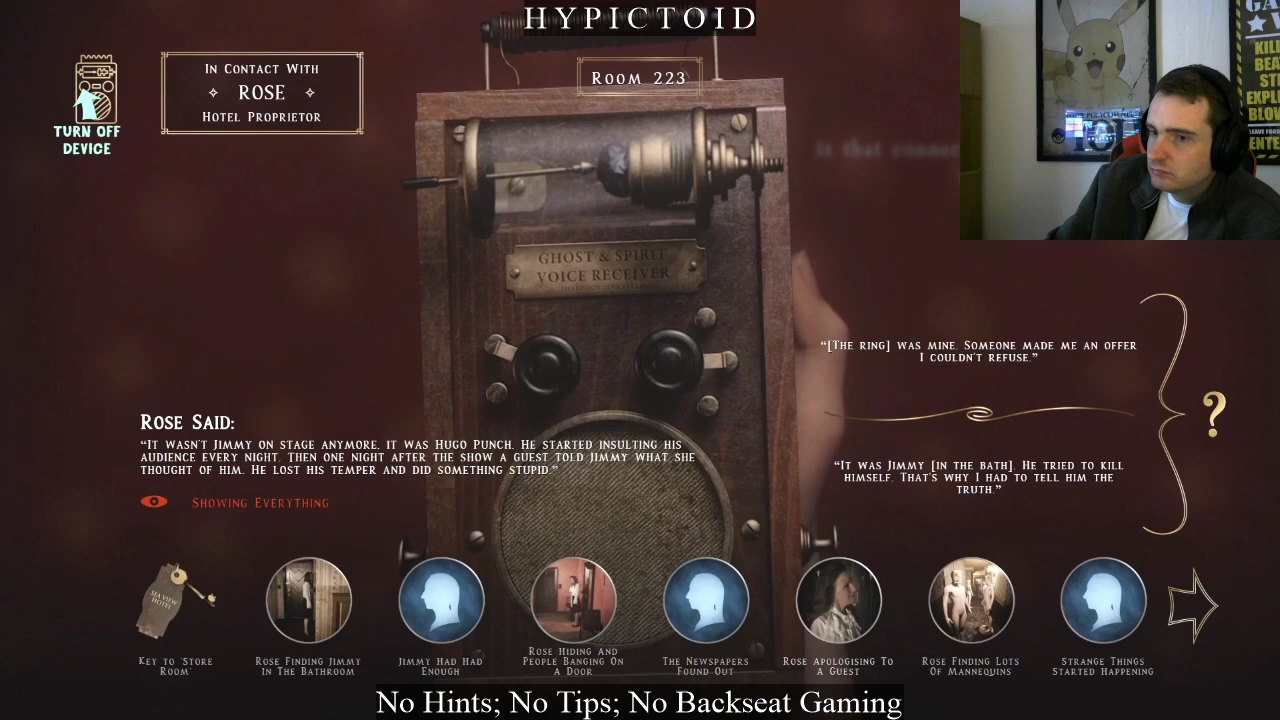 HYPICTOID
Turn off
Device
In Contact With
Rose
Hotel Proprietor
Room 223
is that connec
Ghost & Spirit
Voice Receiver
"[The ring] was mine. Someone made me an offer
I couldn't refuse."
?
"It was Jimmy [in the bath]. He tried to kill
himself. That's why I had to tell him the
truth."
Rose Said:
"It wasn't Jimmy on stage anymore, it was Hugo Punch. He started insulting his
audience every night. Then one night after the show a guest told Jimmy what she
thought of him. He lost his temper and did something stupid."
Showing Everything
Sea View
Hotel
Key to 'Store
Room'
Rose Finding Jimmy
In The Bathroom
Jimmy Had Had
Enough
Rose Hiding And
People Banging On
A Door
The Newspapers
Found Out
Rose Apologising To
A Guest
Rose Finding Lots
Of Mannequins
Strange Things
Started Happening
No Hints; No Tips; No Backseat Gaming